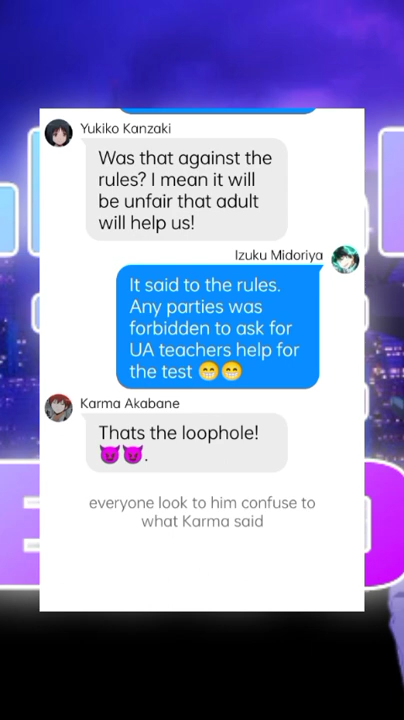 Yukiko Kanzaki
Was that against the
rules? I mean it will
be unfair that adult
will help us!
Izuku Midoriya
It said to the rules.
Any parties was
forbidden to ask for
UA teachers help for
the test 😁😁
Karma Akabane
Thats the loophole!
😈😈.
everyone look to him confuse to
what Karma said